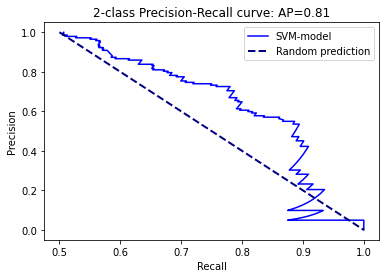 2-class Precision-Recall curve: AP=0.81
SVM-model
Random prediction
Precision
1.0
0.8
0.6
0.4
0.2
0.0
0.5 0.6 0.7 0.8 0.9 1.0
Recall